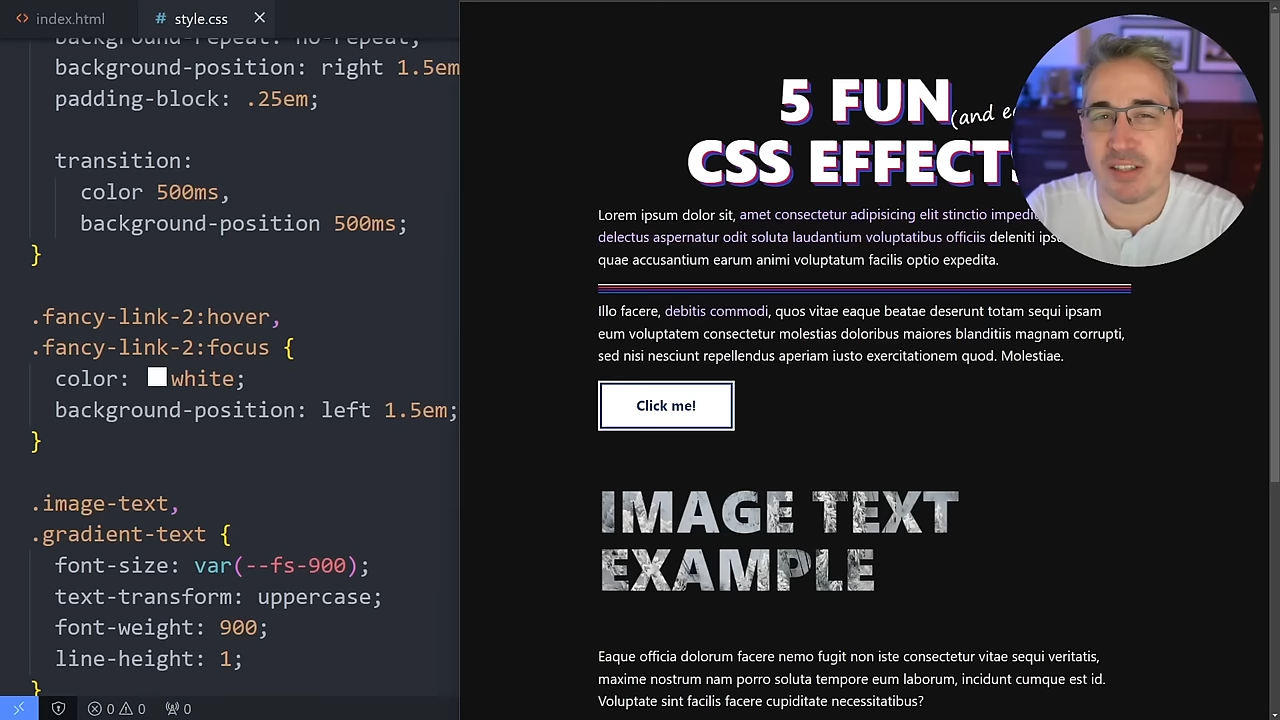 index.html
# style.css
background-repeat: no-repeat;
background-position: right 1.5em
padding-block: .25em;
transition:
color 500ms,
background-position 500ms;
}
.fancy-link-2:hover,
.fancy-link-2:focus {
color: white;
background-position: left 1.5em;
}
.image-text,
.gradient-text {
font-size: var(--fs-900);
text-transform: uppercase;
font-weight: 900;
line-height: 1;
}
0 0 0
5 FUN
(and
CSS EFFECTS
Lorem ipsum dolor sit, amet consectetur adipisicing elit stinctio
delectus aspernatur odit soluta laudantium voluptatibus officiis deleniti
quae accusantium earum animi voluptatum facilis optio expedita.
Illo facere, debitis commodi, quos vitae eaque beatae deserunt totam sequi ipsam
eum voluptatem consectetur molestias doloribus maiores blanditiis magnam corrupti,
sed nisi nesciunt repellendus aperiam iusto exercitationem quod. Molestiae.
Click me!
IMAGE TEXT
EXAMPLE
Eaque officia dolorum facere nemo fugit non iste consectetur vitae sequi veritatis,
maxime nostrum nam porro soluta tempore eum laborum, incidunt cumque est id.
Voluptate sint facilis facere cupiditate necessitatibus?